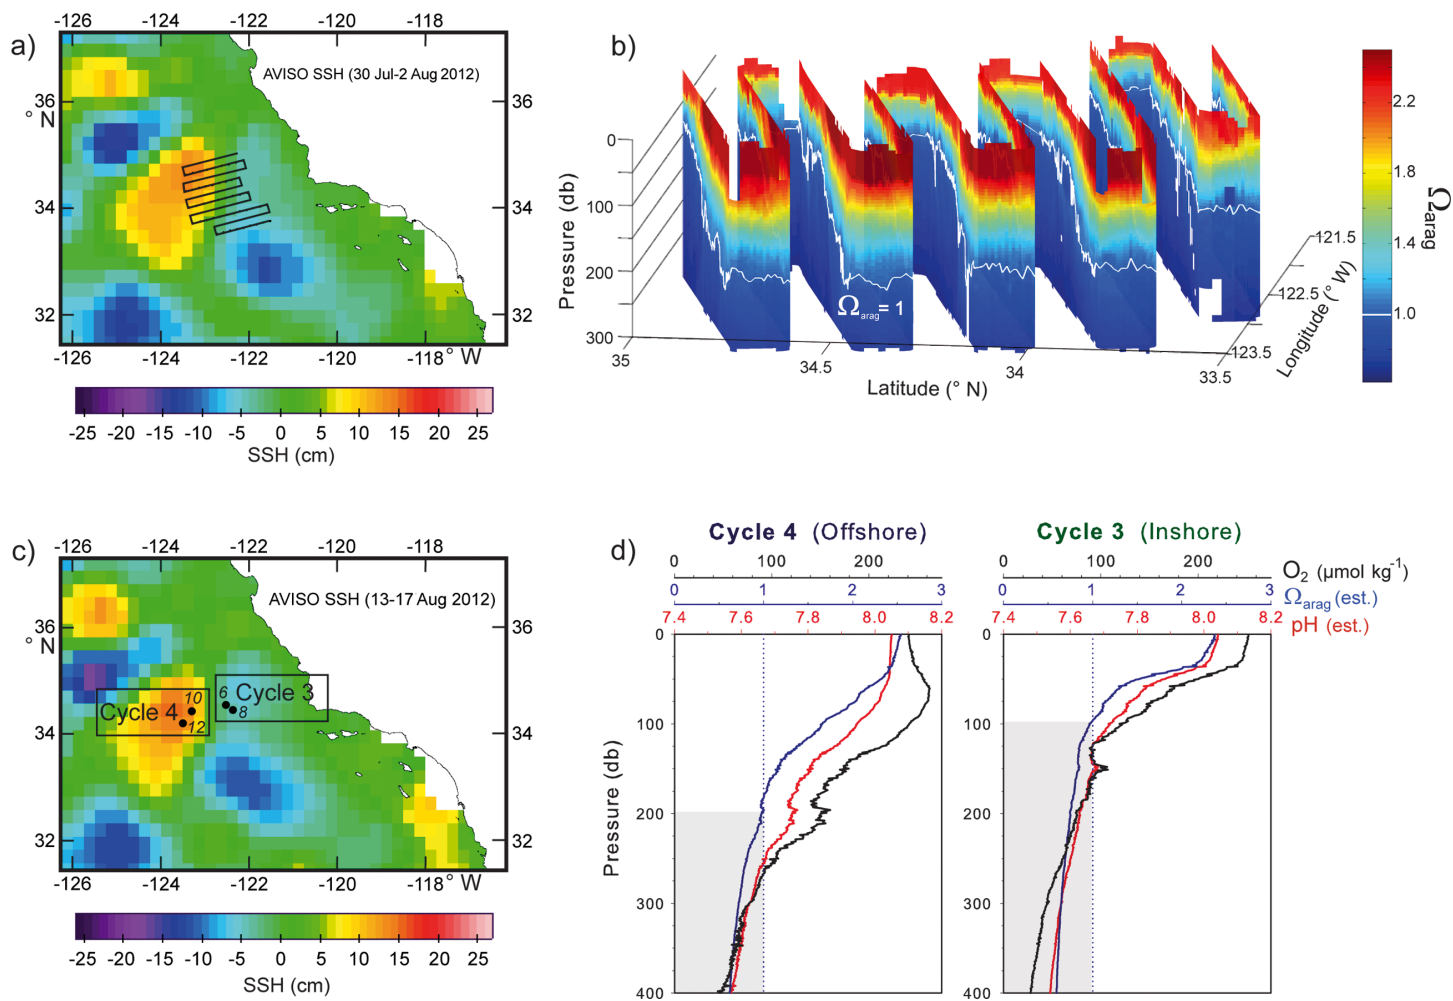 a)
-126 -124 -122 -120 -118
AVISO SSH (30 Jul-2 Aug 2012)
36 36
° N
34 34
32 32
-126 -124 -122 -120 -118 ° W
-25 -20 -15 -10 -5 0 5 10 15 20 25
SSH (cm)
b)
0
100
200
300
Pressure (db)
35 34.5 34 33.5
Latitude (° N)
-121.5
-122.5
-123.5
Longitude (° W)
Ωarag = 1
2.2
1.8
1.4
1.0
Ωarag
c)
-126 -124 -122 -120 -118
AVISO SSH (13-17 Aug 2012)
36 36
° N
Cycle 4 10 12
6 Cycle 3 8
34 34
32 32
-126 -124 -122 -120 -118 ° W
-25 -20 -15 -10 -5 0 5 10 15 20 25
SSH (cm)
d)
Cycle 4 (Offshore)
0 100 200
0 1 2 3
7.4 7.6 7.8 8.0 8.2
0
100
200
300
400
Pressure (db)
Cycle 3 (Inshore)
0 100 200
0 1 2 3
7.4 7.6 7.8 8.0 8.2
O₂ (µmol kg⁻¹)
Ωarag (est.)
pH (est.)
0
100
200
300
400